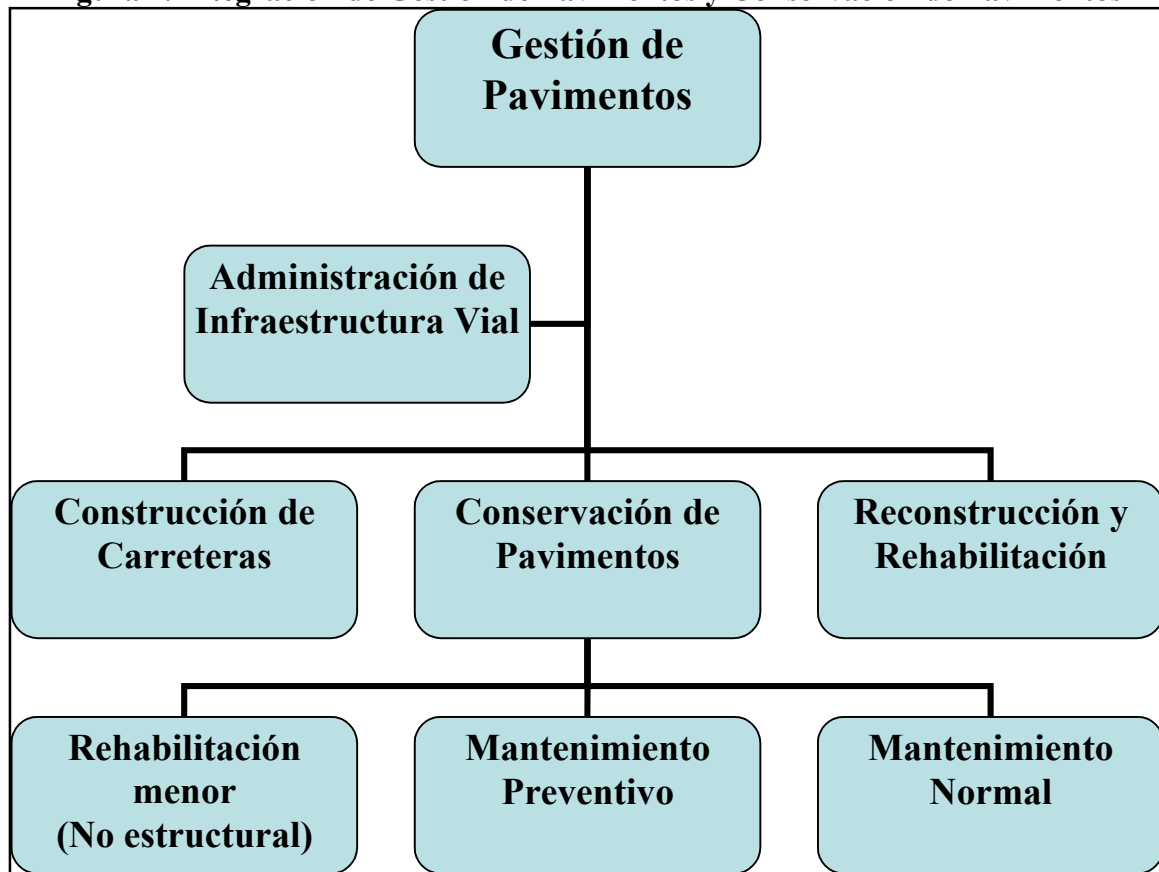 Gestión de
Pavimentos
Administración de
Infraestructura Vial
Construcción de
Carreteras
Conservación de
Pavimentos
Reconstrucción y
Rehabilitación
Rehabilitación
menor
(No estructural)
Mantenimiento
Preventivo
Mantenimiento
Normal